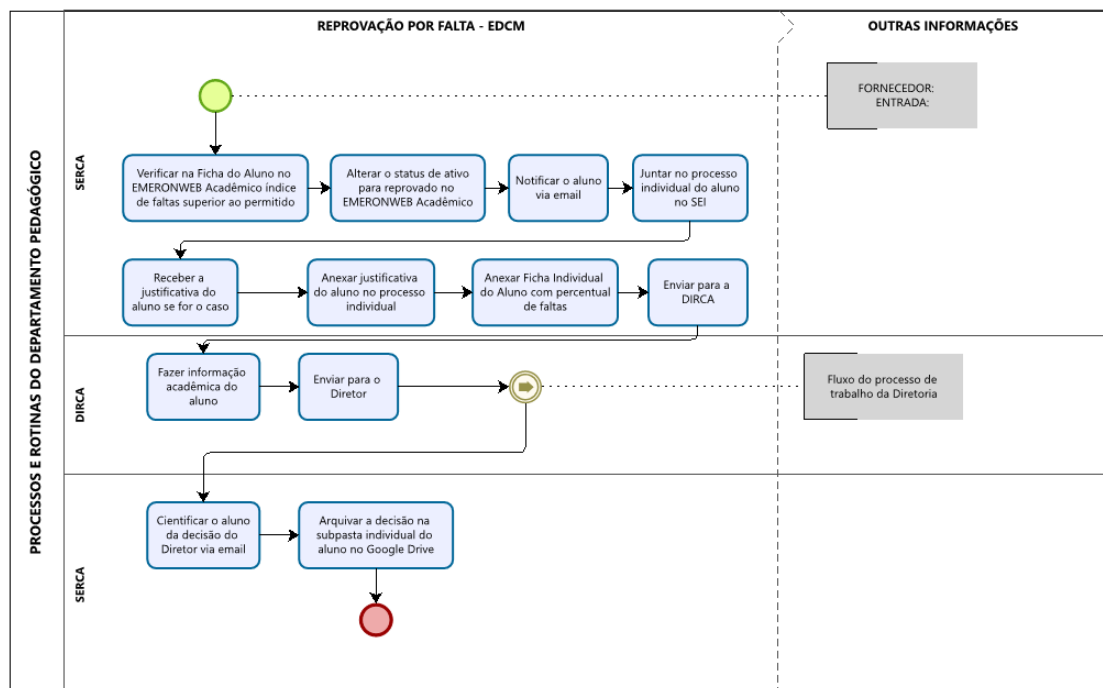 REPROVAÇÃO POR FALTA - EDCM
OUTRAS INFORMAÇÕES
PROCESSOS E ROTINAS DO DEPARTAMENTO PEDAGÓGICO
SERCA
FORNECEDOR:
ENTRADA:
Verificar na Ficha do Aluno no
EMERONWEB Acadêmico índice
de faltas superior ao permitido
Alterar o status de ativo
para reprovado no
EMERONWEB Acadêmico
Notificar o aluno
via email
Juntar no processo
individual do aluno
no SEI
Receber a
justificativa do
aluno se for o caso
Anexar justificativa
do aluno no processo
individual
Anexar Ficha Individual
do Aluno com percentual
de faltas
Enviar para a
DIRCA
DIRCA
Fazer informação
acadêmica do
aluno
Enviar para o
Diretor
Fluxo do processo de
trabalho da Diretoria
SERCA
Cientificar o aluno
da decisão do
Diretor via email
Arquivar a decisão na
subpasta individual do
aluno no Google Drive